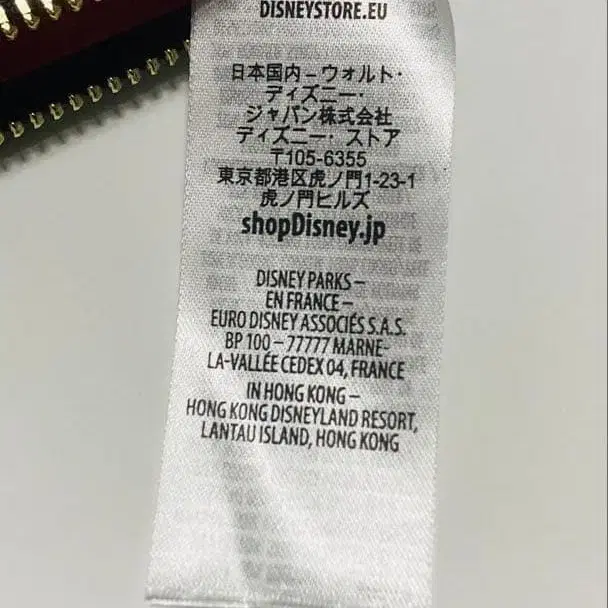 DISNEYSTORE.EU
日本国内－ウォルト・
ディズニー・
ジャパン株式会社
ディズニー・ストア
〒105-6355
東京都港区虎ノ門1-23-1
虎ノ門ヒルズ
shopDisney.jp
DISNEY PARKS–
EN FRANCE–
EURO DISNEY ASSOCIÉS S.A.S.
BP 100 – 77777 MARNE-
LA-VALLÉE CEDEX 04, FRANCE
IN HONG KONG –
HONG KONG DISNEYLAND RESORT,
LANTAU ISLAND, HONG KONG